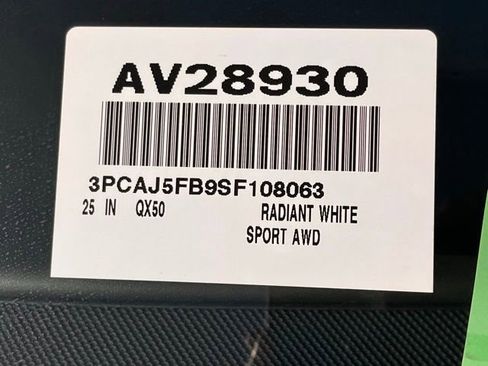 AV28930
3PCAJ5FB9SF108063
25 IN QX50 RADIANT WHITE
SPORT AWD